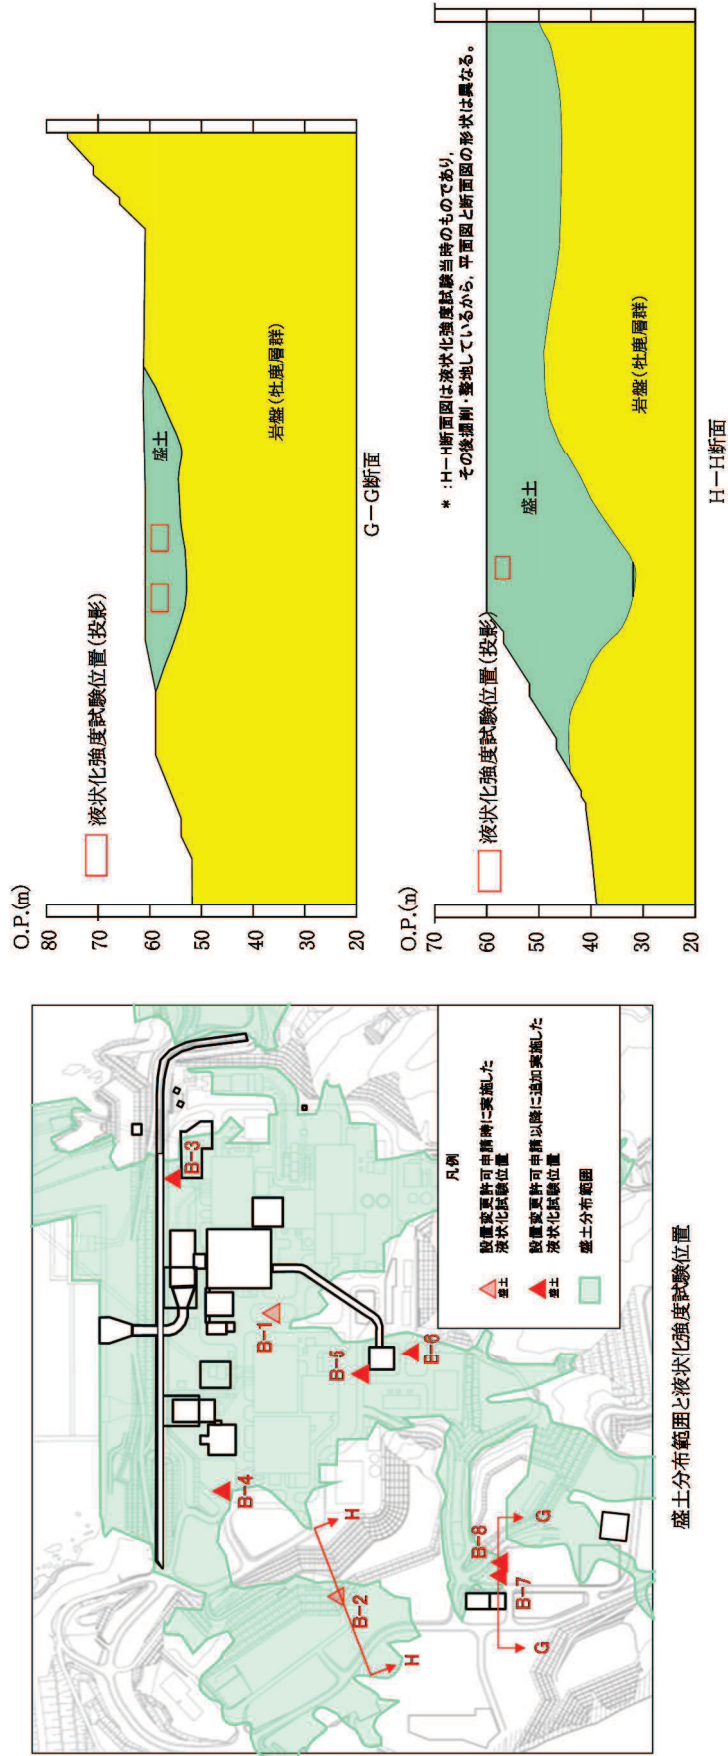 B-1
B-2
B-3
B-4
B-5
B-6
B-7
B-8
H
H
G
G
凡例
盛土
設置変更許可申請時に実施した
液状化試験位置
盛土
設置変更許可申請以降に追加実施した
液状化試験位置
盛土分布範囲
盛土分布範囲と液状化強度試験位置
O.P.(m)
80
70
60
50
40
30
20
液状化強度試験位置(投影)
盛土
岩盤(牡鹿層群)
G－G断面
O.P.(m)
70
60
50
40
30
20
液状化強度試験位置(投影)
*：H－H断面図は液状化強度試験当時のものであり,
その後掘削・整地しているから, 平面図と断面図の形状は異なる。
盛土
岩盤(牡鹿層群)
H－H断面